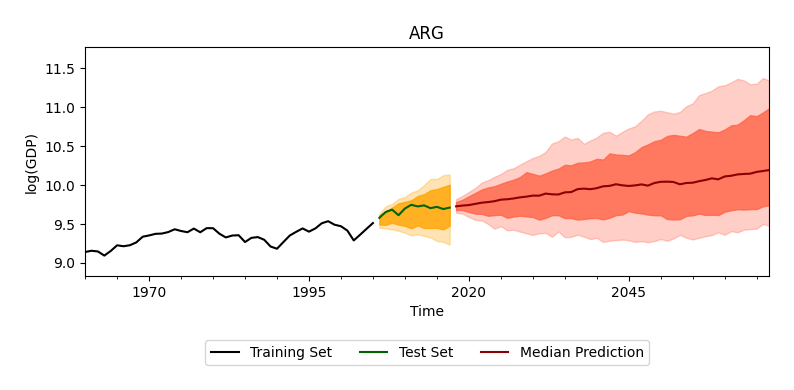 ARG
log(GDP)
11.5
11.0
10.5
10.0
9.5
9.0
1970
1995
2020
2045
Time
Training Set
Test Set
Median Prediction